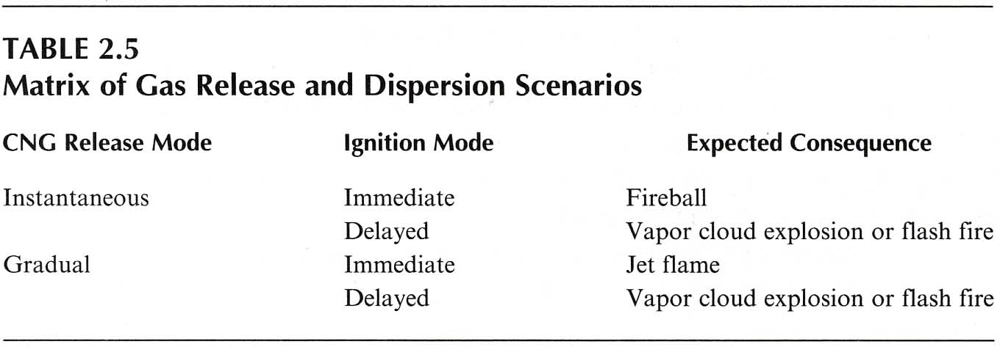 TABLE 2.5
Matrix of Gas Release and Dispersion Scenarios
CNG Release Mode Ignition Mode Expected Consequence
Instantaneous Immediate Fireball
Delayed Vapor cloud explosion or flash fire
Gradual Immediate Jet flame
Delayed Vapor cloud explosion or flash fire